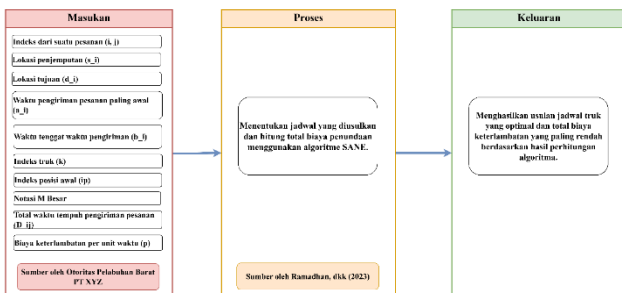 Masukan
Indeks dari suatu pesanan (i, j)
Lokasi penjemputan (s_i)
Lokasi tujuan (d_i)
Waktu pengiriman pesanan paling awal
(a_i)
Waktu tenggat waktu pengiriman (b_i)
Indeks truk (k)
Indeks posisi awal (ip)
Notasi M Besar
Total waktu tempuh pengiriman pesanan
(D_ij)
Biaya keterlambatan per unit waktu (p)
Sumber oleh Otoritas Pelabuhan Barat
PT XYZ
Proses
Menentukan jadwal yang diusulkan
dan hitung total biaya penundaan
menggunakan algoritme SANE.
Sumber oleh Ramadhan, dkk (2023)
Keluaran
Menghasilkan usulan jadwal truk
yang optimal dan total biaya
keterlambatan yang paling rendah
berdasarkan hasil perhitungan
algoritma.